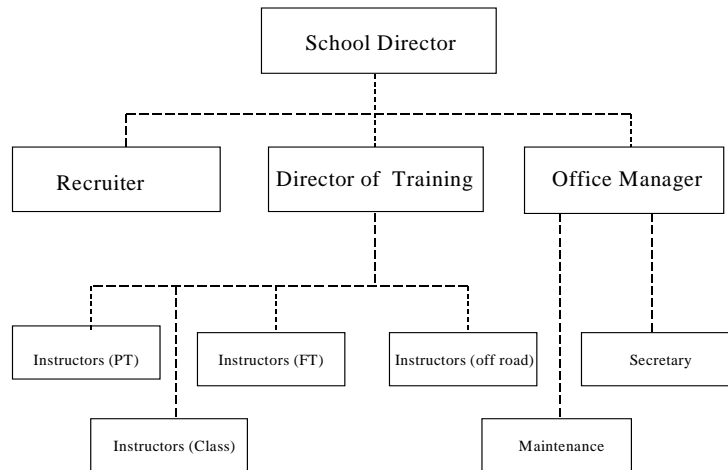 School Director
Recruiter
Director of Training
Office Manager
Instructors (PT)
Instructors (FT)
Instructors (off road)
Secretary
Instructors (Class)
Maintenance